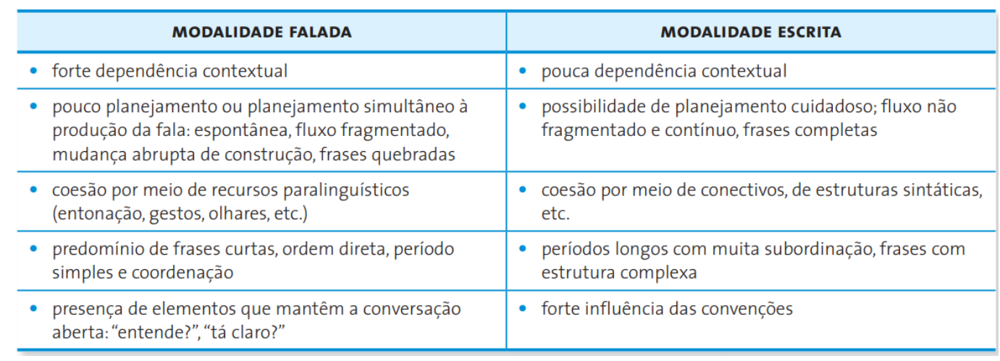 MODALIDADE FALADA
MODALIDADE ESCRITA
• forte dependência contextual
• pouca dependência contextual
• pouco planejamento ou planejamento simultâneo à
produção da fala: espontânea, fluxo fragmentado,
mudança abrupta de construção, frases quebradas
• possibilidade de planejamento cuidadoso; fluxo não
fragmentado e contínuo, frases completas
• coesão por meio de recursos paralinguísticos
(entonação, gestos, olhares, etc.)
• coesão por meio de conectivos, de estruturas sintáticas,
etc.
• predomínio de frases curtas, ordem direta, período
simples e coordenação
• períodos longos com muita subordinação, frases com
estrutura complexa
• presença de elementos que mantêm a conversação
aberta: “entende?”, “tá claro?”
• forte influência das convenções